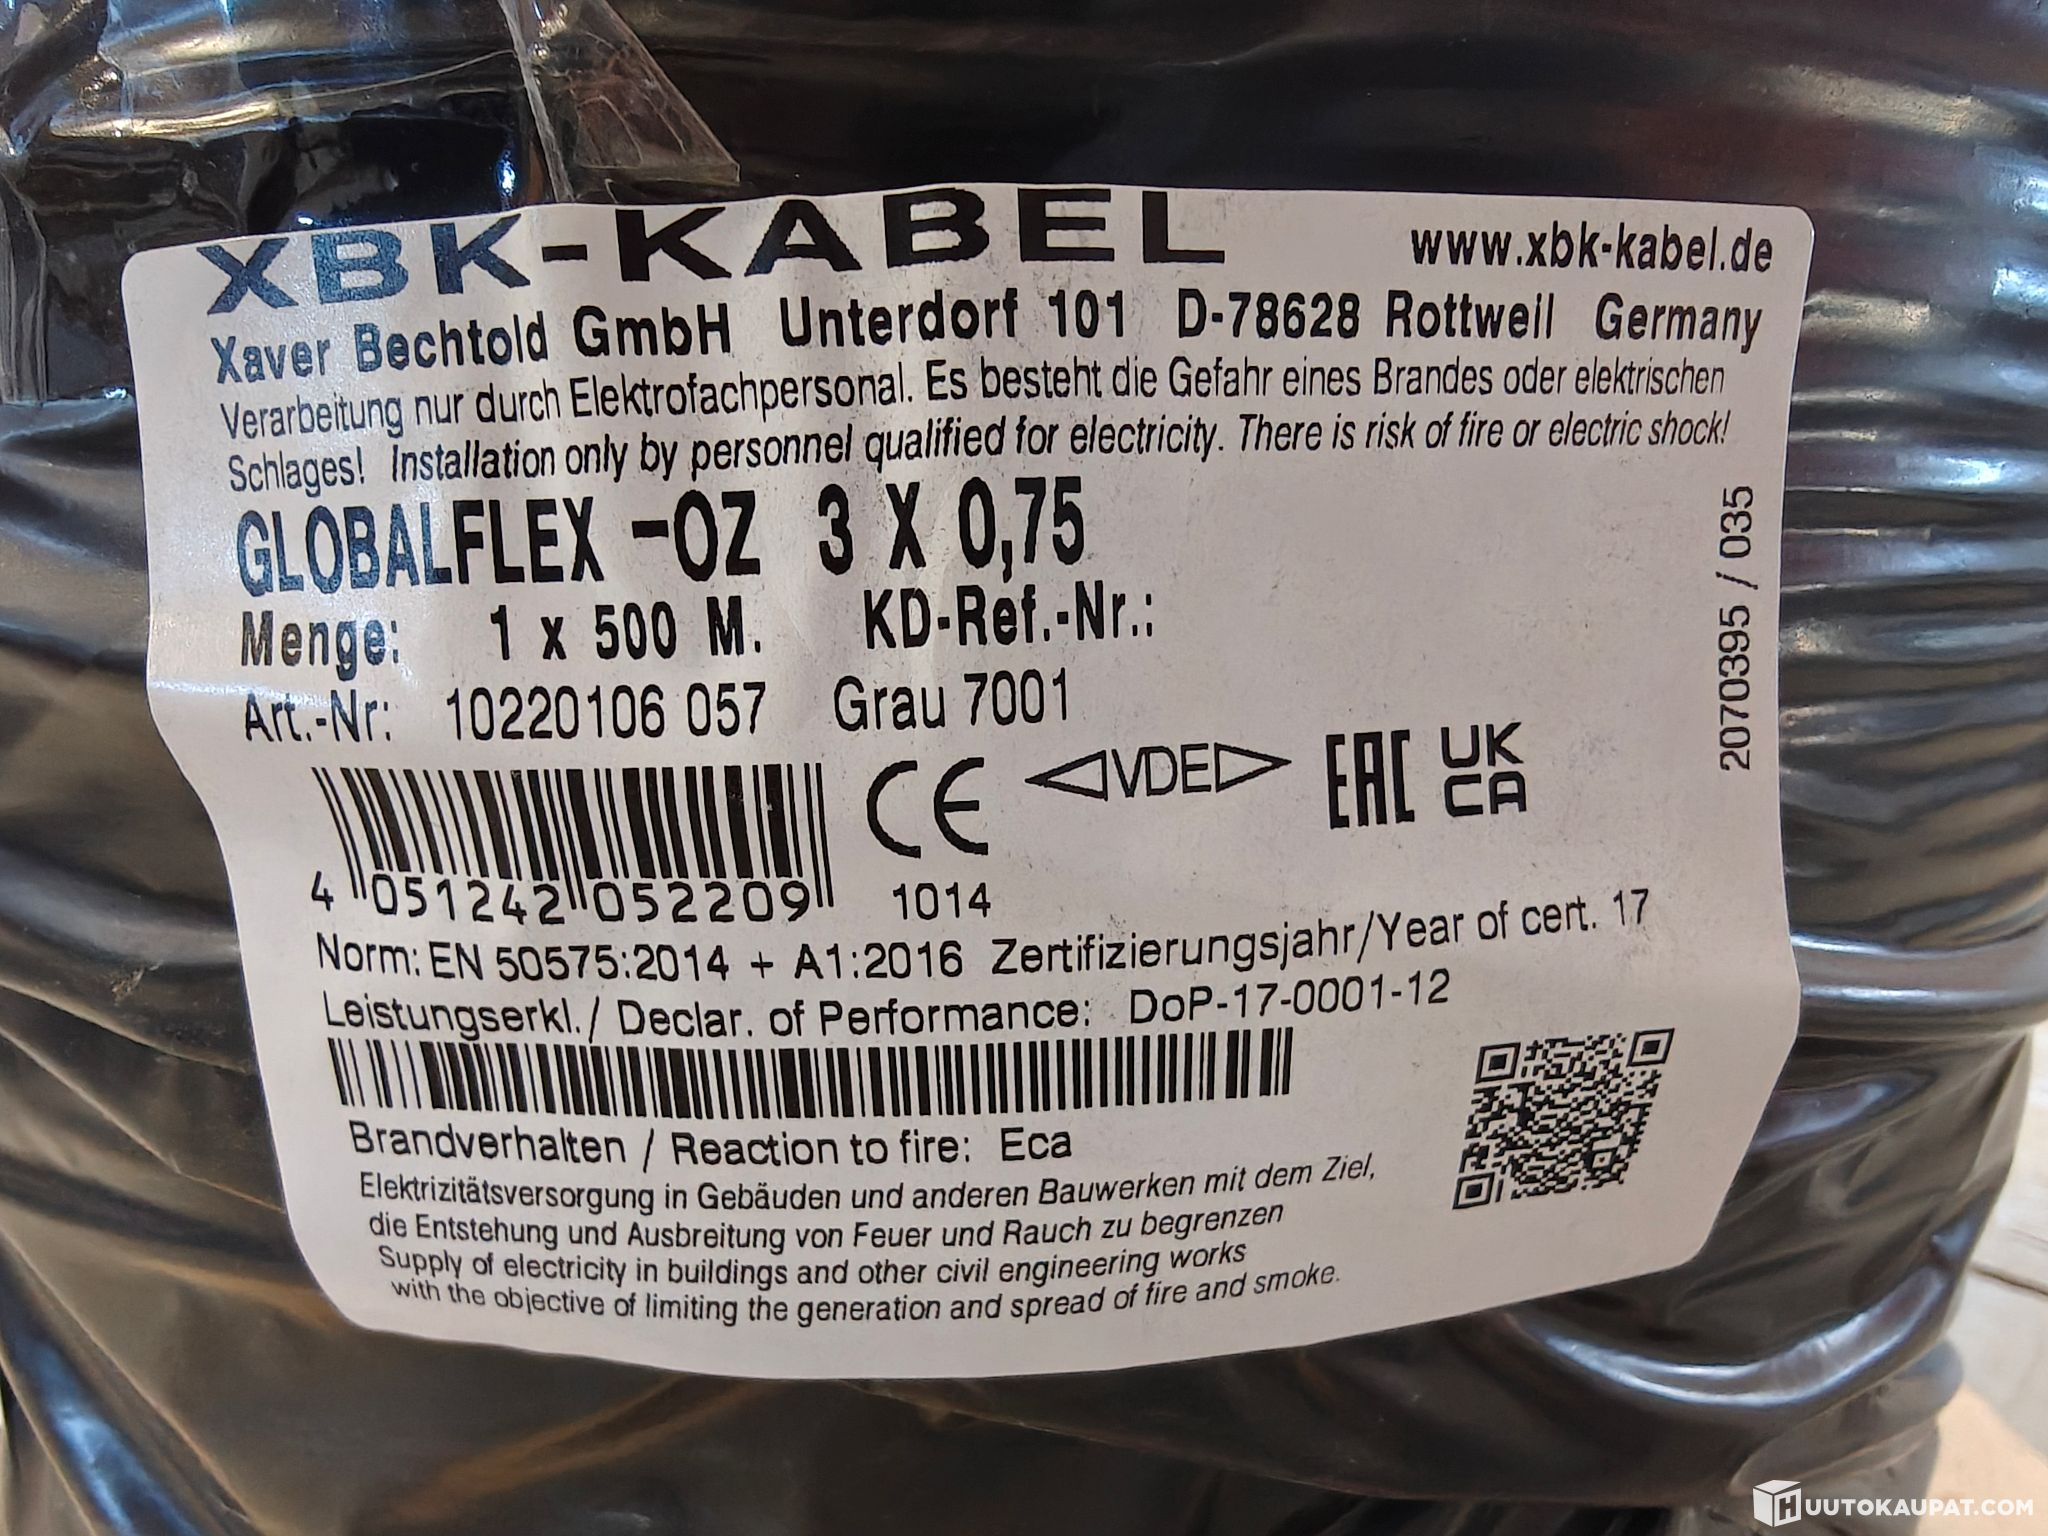 XBK-KABEL www.xbk-kabel.de
Xaver Bechtold GmbH Unterdorf 101 D-78628 Rottweil Germany
Verarbeitung nur durch Elektrofachpersonal. Es besteht die Gefahr eines Brandes oder elektrischen
Schlages! Installation only by personnel qualified for electricity. There is risk of fire or electric shock!
GLOBALFLEX -OZ 3 X 0,75
Menge: 1 x 500 M. KD-Ref.-Nr.:
Art.-Nr: 10220106 057 Grau 7001
2070395 / 035
CE VDE EAC UK
CA
4 051242 052209 1014
Norm: EN 50575:2014 + A1:2016 Zertifizierungsjahr/Year of cert. 17
Leistungserkl./ Declar. of Performance: DoP-17-0001-12
Brandverhalten / Reaction to fire: Eca
Elektrizitätsversorgung in Gebäuden und anderen Bauwerken mit dem Ziel,
die Entstehung und Ausbreitung von Feuer und Rauch zu begrenzen
Supply of electricity in buildings and other civil engineering works
with the objective of limiting the generation and spread of fire and smoke.
HUUTOKAUPAT.COM